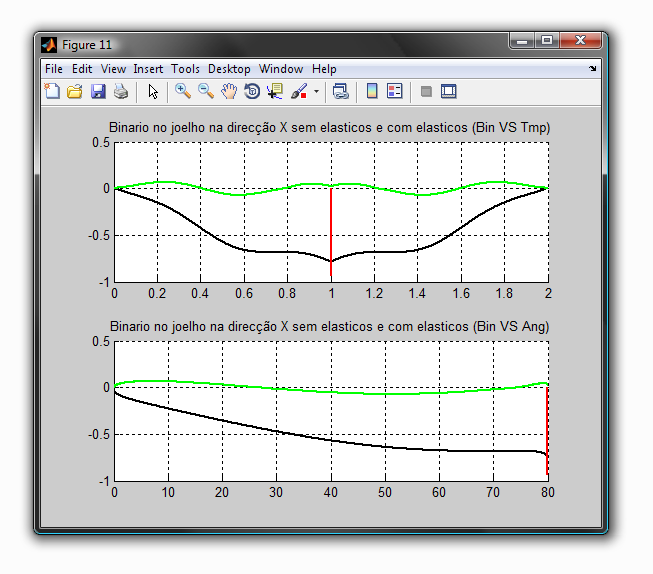 Figure 11
File Edit View Insert Tools Desktop Window Help
Binario no joelho na direcção X sem elasticos e com elasticos (Bin VS Tmp)
0.5
0
-0.5
-1
0 0.2 0.4 0.6 0.8 1 1.2 1.4 1.6 1.8 2
Binario no joelho na direcção X sem elasticos e com elasticos (Bin VS Ang)
0.5
0
-0.5
-1
0 10 20 30 40 50 60 70 80